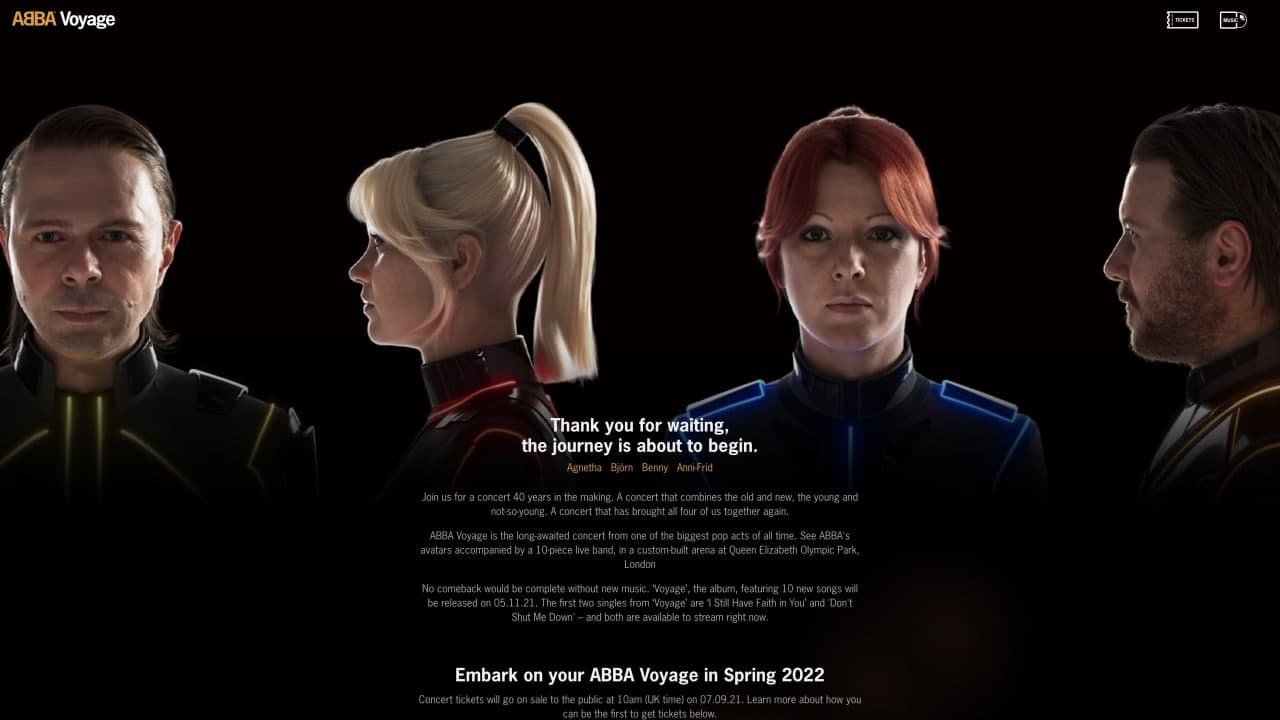 ABBA Voyage
TICKETS
MUSIC
Thank you for waiting,
the journey is about to begin.
Agnetha Björn Benny Anni-Frid
Join us for a concert 40 years in the making. A concert that combines the old and new, the young and
not-so-young. A concert that has brought all four of us together again.
ABBA Voyage is the long-awaited concert from one of the biggest pop acts of all time. See ABBA's
avatars accompanied by a 10-piece live band, in a custom-built arena at Queen Elizabeth Olympic Park,
London
No comeback would be complete without new music. 'Voyage', the album, featuring 10 new songs will
be released on 05.11.21. The first two singles from 'Voyage' are 'I Still Have Faith in You' and 'Don't
Shut Me Down' – and both are available to stream right now.
Embark on your ABBA Voyage in Spring 2022
Concert tickets will go on sale to the public at 10am (UK time) on 07.09.21. Learn more about how you
can be the first to get tickets below.